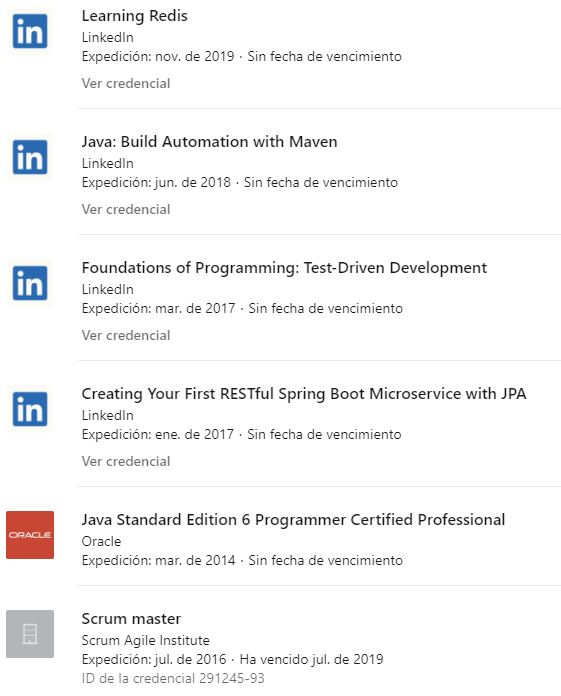 in
Learning Redis
LinkedIn
Expedición: nov. de 2019 · Sin fecha de vencimiento
Ver credencial
in
Java: Build Automation with Maven
LinkedIn
Expedición: jun. de 2018 · Sin fecha de vencimiento
Ver credencial
in
Foundations of Programming: Test-Driven Development
LinkedIn
Expedición: mar. de 2017 · Sin fecha de vencimiento
Ver credencial
in
Creating Your First RESTful Spring Boot Microservice with JPA
LinkedIn
Expedición: ene. de 2017 · Sin fecha de vencimiento
Ver credencial
ORACLE
Java Standard Edition 6 Programmer Certified Professional
Oracle
Expedición: mar. de 2014 · Sin fecha de vencimiento
Scrum master
Scrum Agile Institute
Expedición: jul. de 2016 · Ha vencido jul. de 2019
ID de la credencial 291245-93